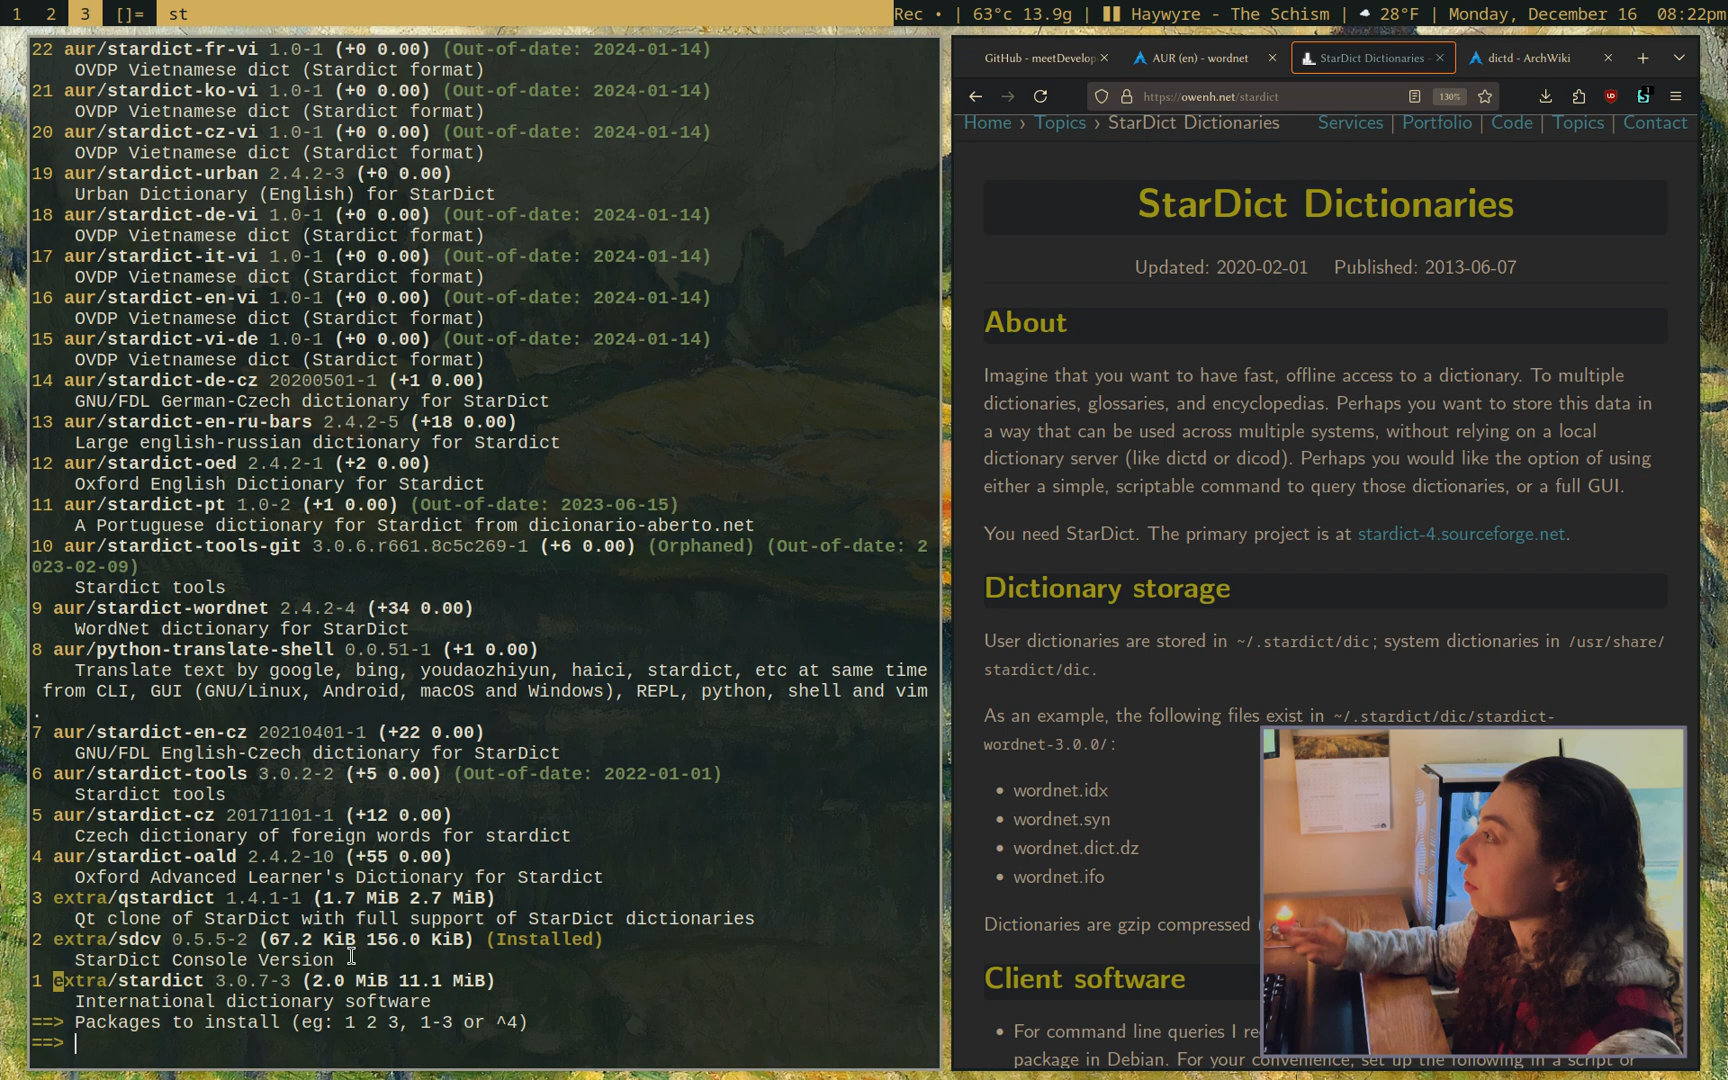 1 2 3 []= st Rec • | 63°c 13.9g | Haywyre - The Schism | 28°F | Monday, December 16 08:22pm
22 aur/stardict-fr-vi 1.0-1 (+0 0.00) (Out-of-date: 2024-01-14)
OVDP Vietnamese dict (Stardict format)
21 aur/stardict-ko-vi 1.0-1 (+0 0.00) (Out-of-date: 2024-01-14)
OVDP Vietnamese dict (Stardict format)
20 aur/stardict-cz-vi 1.0-1 (+0 0.00) (Out-of-date: 2024-01-14)
OVDP Vietnamese dict (Stardict format)
19 aur/stardict-urban 2.4.2-3 (+0 0.00)
Urban Dictionary (English) for StarDict
18 aur/stardict-de-vi 1.0-1 (+0 0.00) (Out-of-date: 2024-01-14)
OVDP Vietnamese dict (Stardict format)
17 aur/stardict-it-vi 1.0-1 (+0 0.00) (Out-of-date: 2024-01-14)
OVDP Vietnamese dict (Stardict format)
16 aur/stardict-en-vi 1.0-1 (+0 0.00) (Out-of-date: 2024-01-14)
OVDP Vietnamese dict (Stardict format)
15 aur/stardict-vi-de 1.0-1 (+0 0.00) (Out-of-date: 2024-01-14)
OVDP Vietnamese dict (Stardict format)
14 aur/stardict-de-cz 20200501-1 (+1 0.00)
GNU/FDL German-Czech dictionary for StarDict
13 aur/stardict-en-ru-bars 2.4.2-5 (+18 0.00)
Large english-russian dictionary for Stardict
12 aur/stardict-oed 2.4.2-1 (+2 0.00)
Oxford English Dictionary for Stardict
11 aur/stardict-pt 1.0-2 (+1 0.00) (Out-of-date: 2023-06-15)
A Portuguese dictionary for Stardict from dicionario-aberto.net
10 aur/stardict-tools-git 3.0.6.r661.8c5c269-1 (+6 0.00) (Orphaned) (Out-of-date: 2
023-02-09)
Stardict tools
9 aur/stardict-wordnet 2.4.2-4 (+34 0.00)
WordNet dictionary for StarDict
8 aur/python-translate-shell 0.0.51-1 (+1 0.00)
Translate text by google, bing, youdaozhiyun, haici, stardict, etc at same time
from CLI, GUI (GNU/Linux, Android, macOS and Windows), REPL, python, shell and vim
.
7 aur/stardict-en-cz 20210401-1 (+22 0.00)
GNU/FDL English-Czech dictionary for StarDict
6 aur/stardict-tools 3.0.2-2 (+5 0.00) (Out-of-date: 2022-01-01)
Stardict tools
5 aur/stardict-cz 20171101-1 (+12 0.00)
Czech dictionary of foreign words for stardict
4 aur/stardict-oald 2.4.2-10 (+55 0.00)
Oxford Advanced Learner's Dictionary for Stardict
3 extra/qstardict 1.4.1-1 (1.7 MiB 2.7 MiB)
Qt clone of StarDict with full support of StarDict dictionaries
2 extra/sdcv 0.5.5-2 (67.2 KiB 156.0 KiB) (Installed)
StarDict Console Version
1 extra/stardict 3.0.7-3 (2.0 MiB 11.1 MiB)
International dictionary software
==> Packages to install (eg: 1 2 3, 1-3 or ^4)
==>
GitHub - meetDevelop AUR (en) - wordnet StarDict Dictionaries - dictd - ArchWiki
https://owenh.net/stardict 130%
Home › Topics › StarDict Dictionaries Services | Portfolio | Code | Topics | Contact
StarDict Dictionaries
Updated: 2020-02-01 Published: 2013-06-07
About
Imagine that you want to have fast, offline access to a dictionary. To multiple
dictionaries, glossaries, and encyclopedias. Perhaps you want to store this data in
a way that can be used across multiple systems, without relying on a local
dictionary server (like dictd or dicod). Perhaps you would like the option of using
either a simple, scriptable command to query those dictionaries, or a full GUI.
You need StarDict. The primary project is at stardict-4.sourceforge.net.
Dictionary storage
User dictionaries are stored in ~/.stardict/dic; system dictionaries in /usr/share/
stardict/dic.
As an example, the following files exist in ~/.stardict/dic/stardict-
wordnet-3.0.0/:
• wordnet.idx
• wordnet.syn
• wordnet.dict.dz
• wordnet.ifo
Dictionaries are gzip compressed
Client software
• For command line queries I re
package in Debian. For your convenience, set up the following in a script or